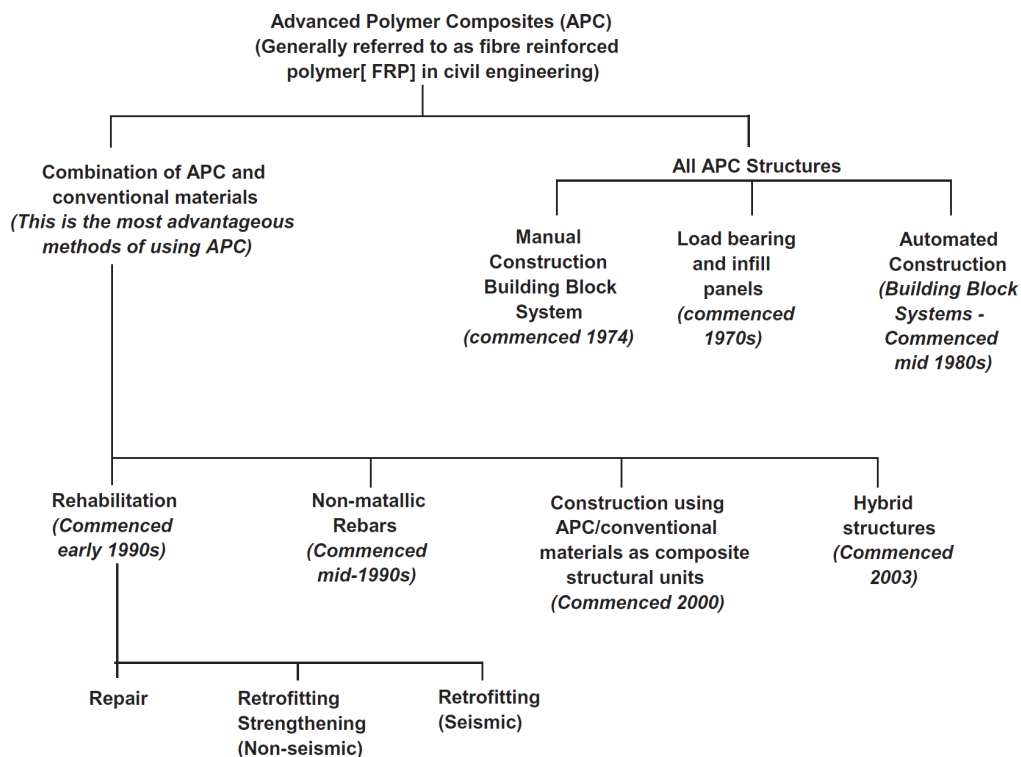 Advanced Polymer Composites (APC)
(Generally referred to as fibre reinforced
polymer[ FRP] in civil engineering)
Combination of APC and
conventional materials
(This is the most advantageous
methods of using APC)
All APC Structures
Manual
Construction
Building Block
System
(commenced 1974)
Load bearing
and infill
panels
(commenced
1970s)
Automated
Construction
(Building Block
Systems -
Commenced
mid 1980s)
Rehabilitation
(Commenced
early 1990s)
Non-matallic
Rebars
(Commenced
mid-1990s)
Construction using
APC/conventional
materials as composite
structural units
(Commenced 2000)
Hybrid
structures
(Commenced
2003)
Repair
Retrofitting
Strengthening
(Non-seismic)
Retrofitting
(Seismic)